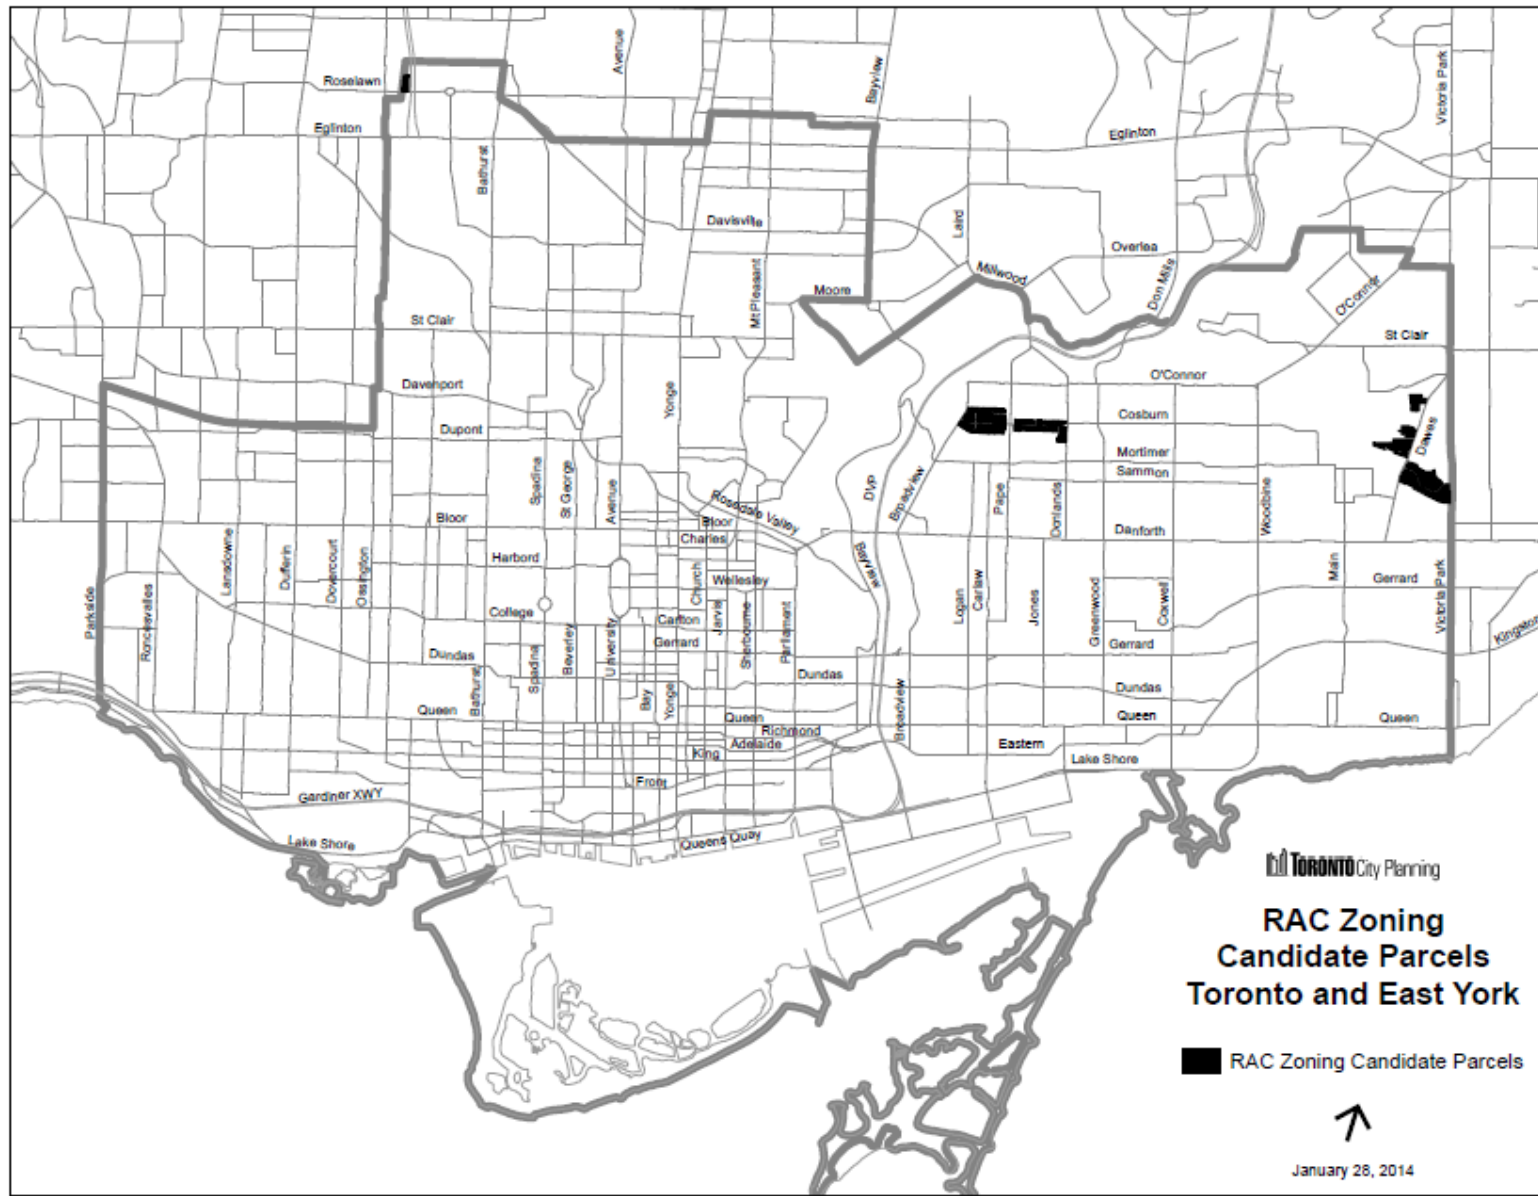 Avenue
Bayview
Victoria Park
Roselawn
Eglinton
Eglinton
Bathurst
Davisville
Laird
Overlea
Millwood
Don Mills
Mt Pleasant
Moore
O'Connor
St Clair
St Clair
Davenport
Yonge
O'Connor
Cosburn
Dupont
Dawes
Mortimer
Sammon
Spadina
St George
Avenue
DVP
Broadview
Pape
Donlands
Woodbine
Rosedale Valley
Bloor
Bloor
Charles
Danforth
Lansdowne
Dufferin
Dovercourt
Ossington
Harbord
Church
Wellesley
Bayview
Main
Gerrard
Victoria Park
Parkside
Roncesvalles
College
Carlton
Jarvis
Sherbourne
Parliament
Logan
Carlaw
Jones
Greenwood
Coxwell
Kingston
Gerrard
Gerrard
Dundas
Spadina
Beverley
University
Dundas
Dundas
Bathurst
Bay
Yonge
Broadview
Queen
Queen
Queen
Queen
Richmond
Adelaide
King
Eastern
Lake Shore
Front
Gardiner XWY
Lake Shore
Queens Quay
TORONTO City Planning
RAC Zoning
Candidate Parcels
Toronto and East York
RAC Zoning Candidate Parcels
January 28, 2014